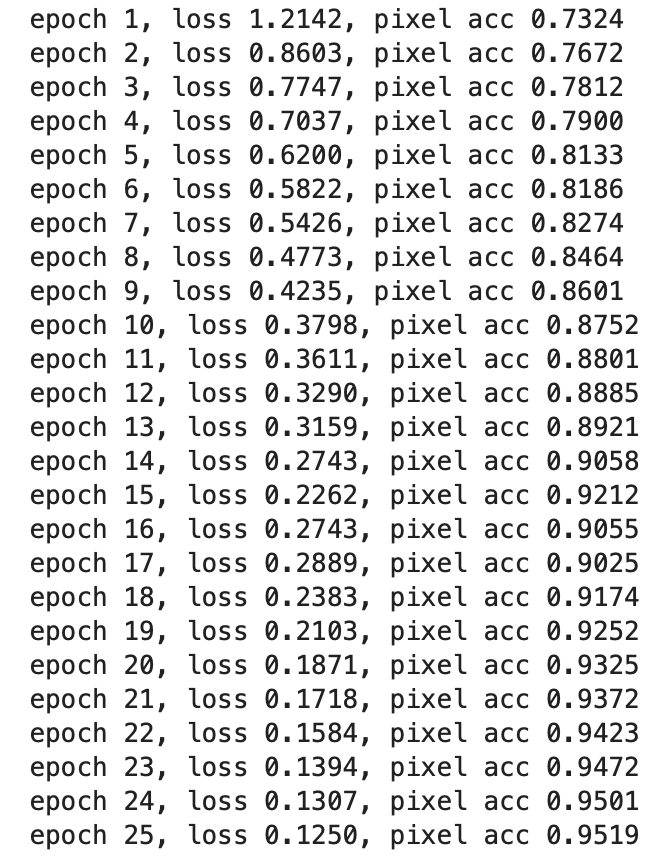 epoch 1, loss 1.2142, pixel acc 0.7324
epoch 2, loss 0.8603, pixel acc 0.7672
epoch 3, loss 0.7747, pixel acc 0.7812
epoch 4, loss 0.7037, pixel acc 0.7900
epoch 5, loss 0.6200, pixel acc 0.8133
epoch 6, loss 0.5822, pixel acc 0.8186
epoch 7, loss 0.5426, pixel acc 0.8274
epoch 8, loss 0.4773, pixel acc 0.8464
epoch 9, loss 0.4235, pixel acc 0.8601
epoch 10, loss 0.3798, pixel acc 0.8752
epoch 11, loss 0.3611, pixel acc 0.8801
epoch 12, loss 0.3290, pixel acc 0.8885
epoch 13, loss 0.3159, pixel acc 0.8921
epoch 14, loss 0.2743, pixel acc 0.9058
epoch 15, loss 0.2262, pixel acc 0.9212
epoch 16, loss 0.2743, pixel acc 0.9055
epoch 17, loss 0.2889, pixel acc 0.9025
epoch 18, loss 0.2383, pixel acc 0.9174
epoch 19, loss 0.2103, pixel acc 0.9252
epoch 20, loss 0.1871, pixel acc 0.9325
epoch 21, loss 0.1718, pixel acc 0.9372
epoch 22, loss 0.1584, pixel acc 0.9423
epoch 23, loss 0.1394, pixel acc 0.9472
epoch 24, loss 0.1307, pixel acc 0.9501
epoch 25, loss 0.1250, pixel acc 0.9519